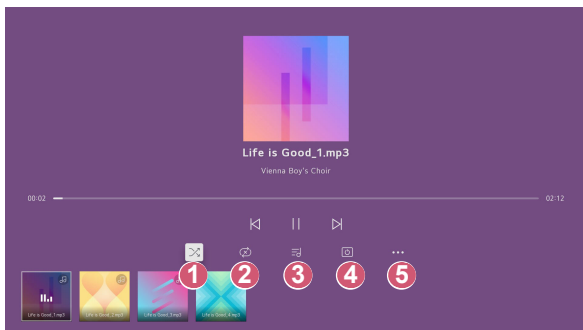 Life is Good_1.mp3
Vienna Boy's Choir
00:02
02:12
1
2
3
4
5
Life is Good_1.mp3
Life is Good_2.mp3
Life is Good_3.mp3
Life is Good_4.mp3